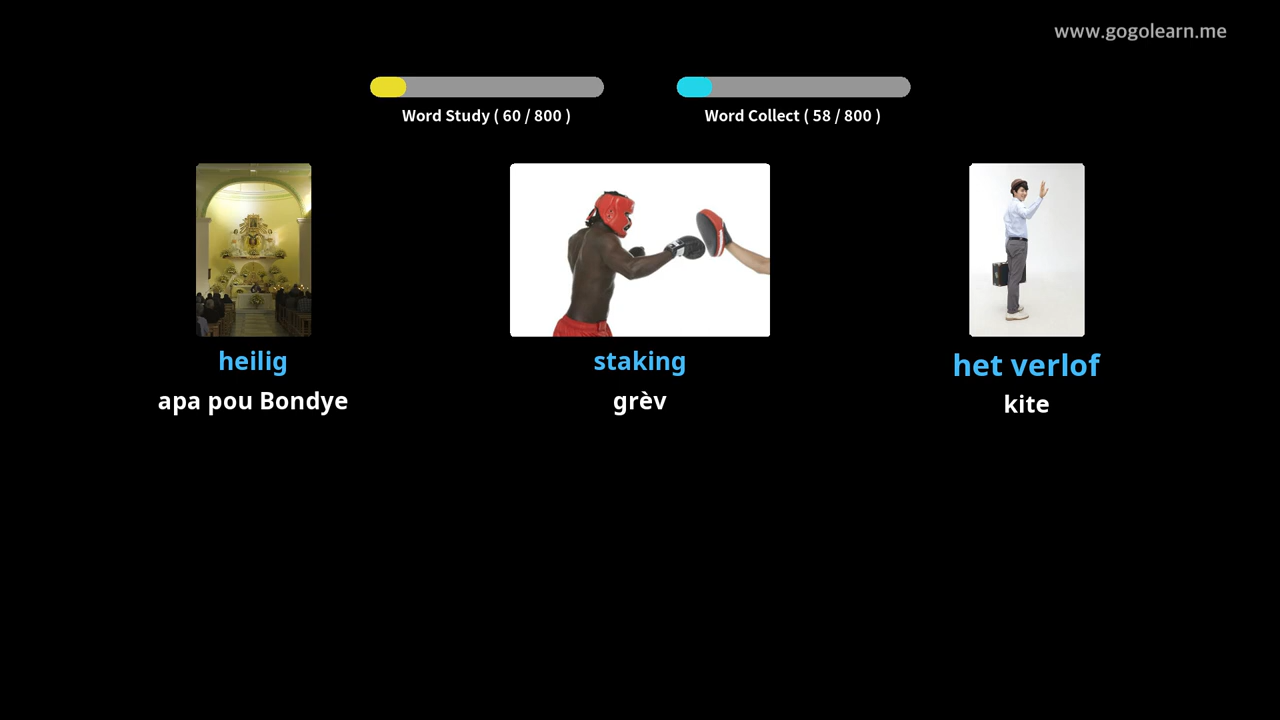 www.gogolearn.me
Word Study ( 60 / 800 )
Word Collect ( 58 / 800 )
heilig
apa pou Bondye
staking
grèv
het verlof
kite